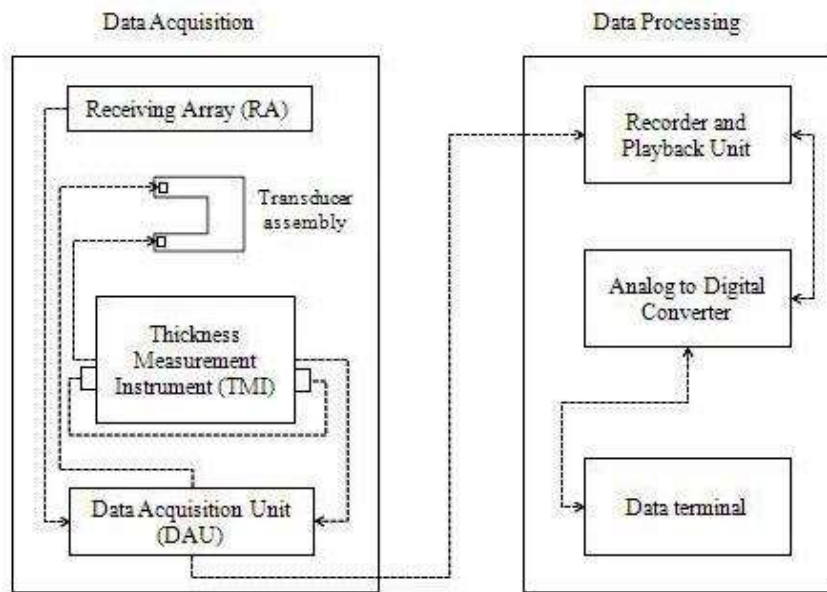 Data Acquisition
Receiving Array (RA)
Transducer
assembly
Thickness
Measurement
Instrument (TMI)
Data Acquisition Unit
(DAU)
Data Processing
Recorder and
Playback Unit
Analog to Digital
Converter
Data terminal